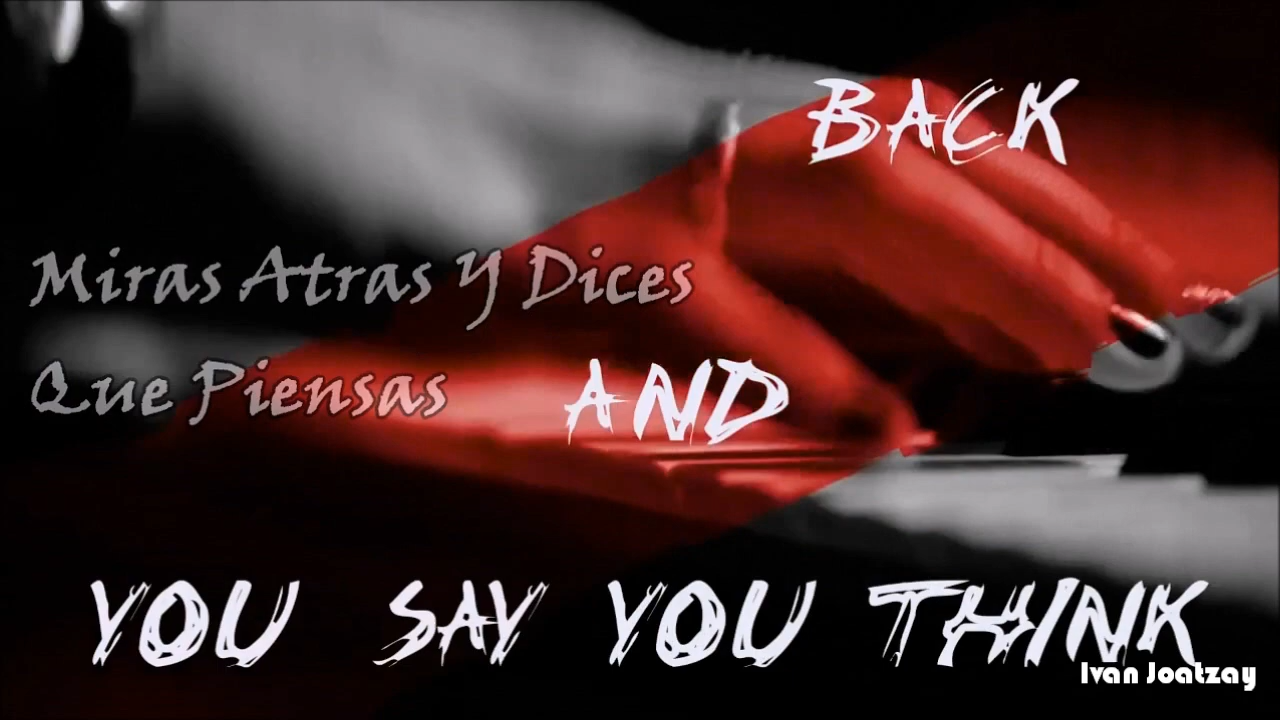 BACK
Miras Atras Y Dices
Que Piensas
AND
YOU SAY YOU THINK
Ivan Joatzay